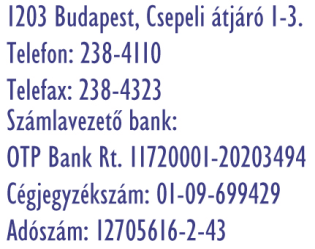 1203 Budapest, Csepeli átjáró 1-3.
Telefon: 238-4110
Telefax: 238-4323
Számlavezető bank:
OTP Bank Rt. 11720001-20203494
Cégjegyzékszám: 01-09-699429
Adószám: 12705616-2-43